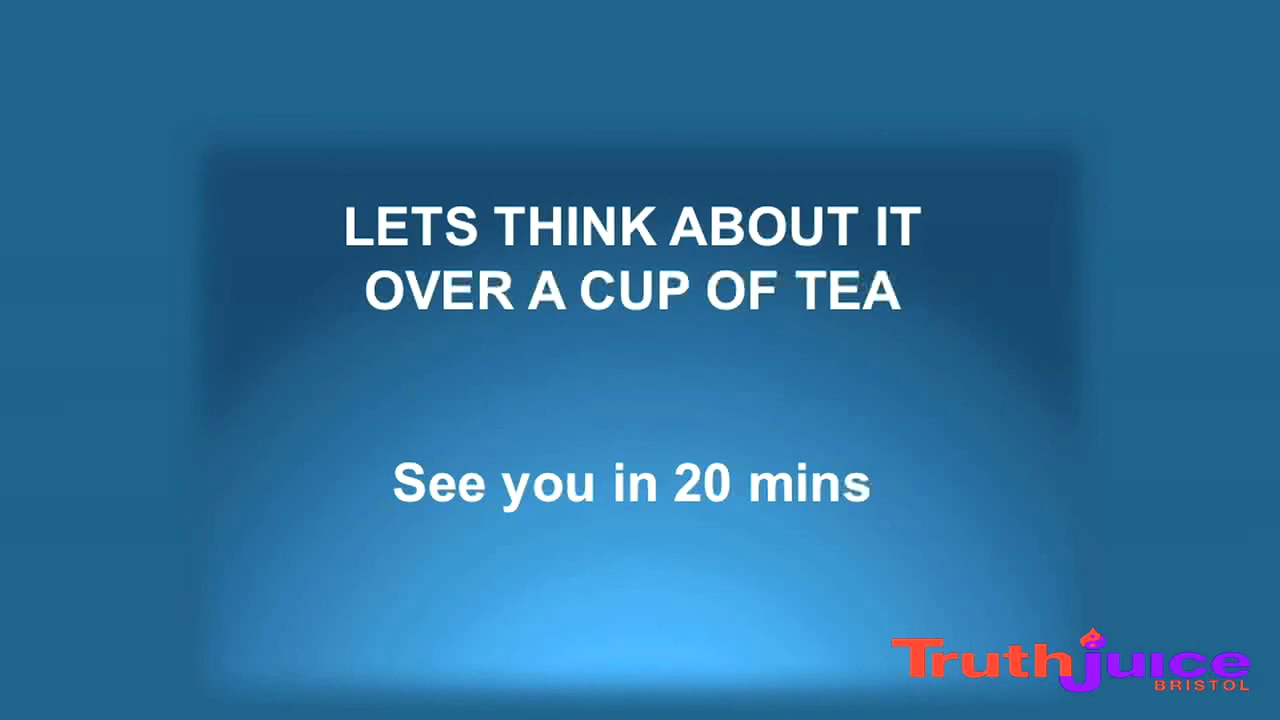 LETS THINK ABOUT IT
OVER A CUP OF TEA
See you in 20 mins
Truthjuice
BRISTOL